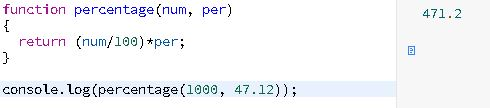 function percentage(num, per)
{
  return (num/100)*per;
}
console.log(percentage(1000, 47.12));
471.2